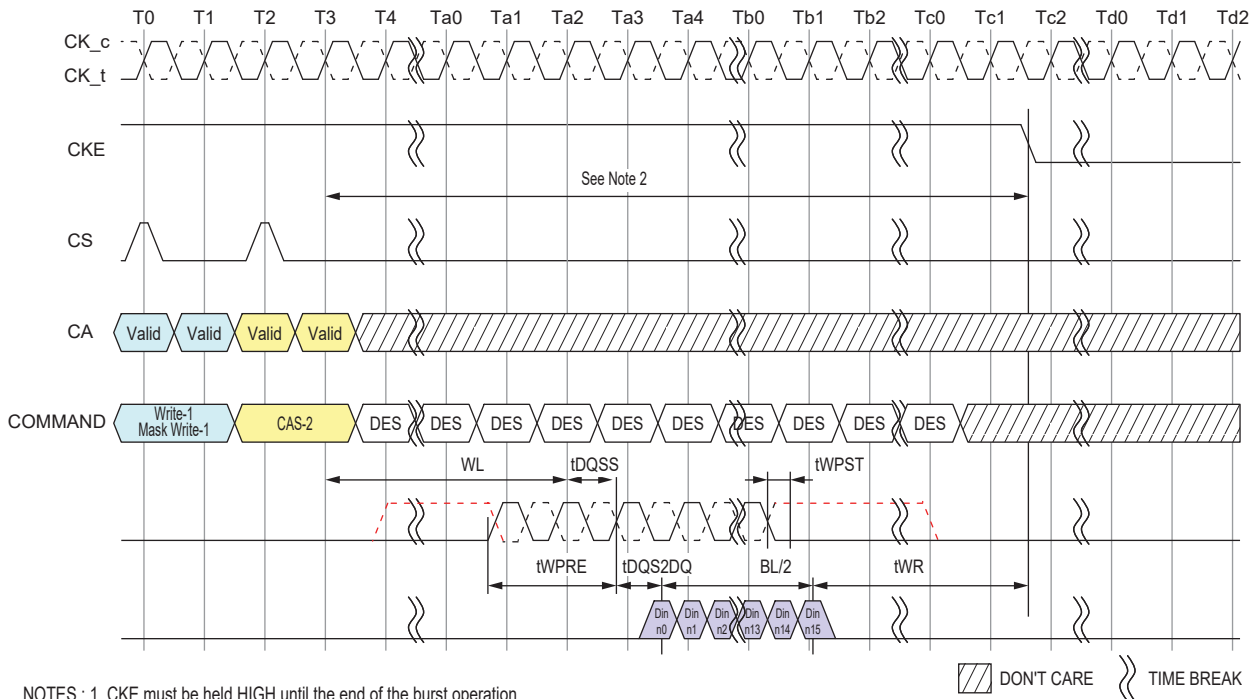 T0 T1 T2 T3 T4 Ta0 Ta1 Ta2 Ta3 Ta4 Tb0 Tb1 Tb2 Tc0 Tc1 Tc2 Td0 Td1 Td2
CK_c
CK_t
CKE
See Note 2
CS
CA Valid Valid Valid Valid
COMMAND Write-1 Mask Write-1 CAS-2 DES DES DES DES DES DES DES DES DES DES
WL tDQSS tWPST
tWPRE tDQS2DQ BL/2 tWR
Din n0 Din n1 Din n2 Din n13 Din n14 Din n15
DON'T CARE TIME BREAK
NOTES : 1. CKE must be held HIGH until the end of the burst operation.